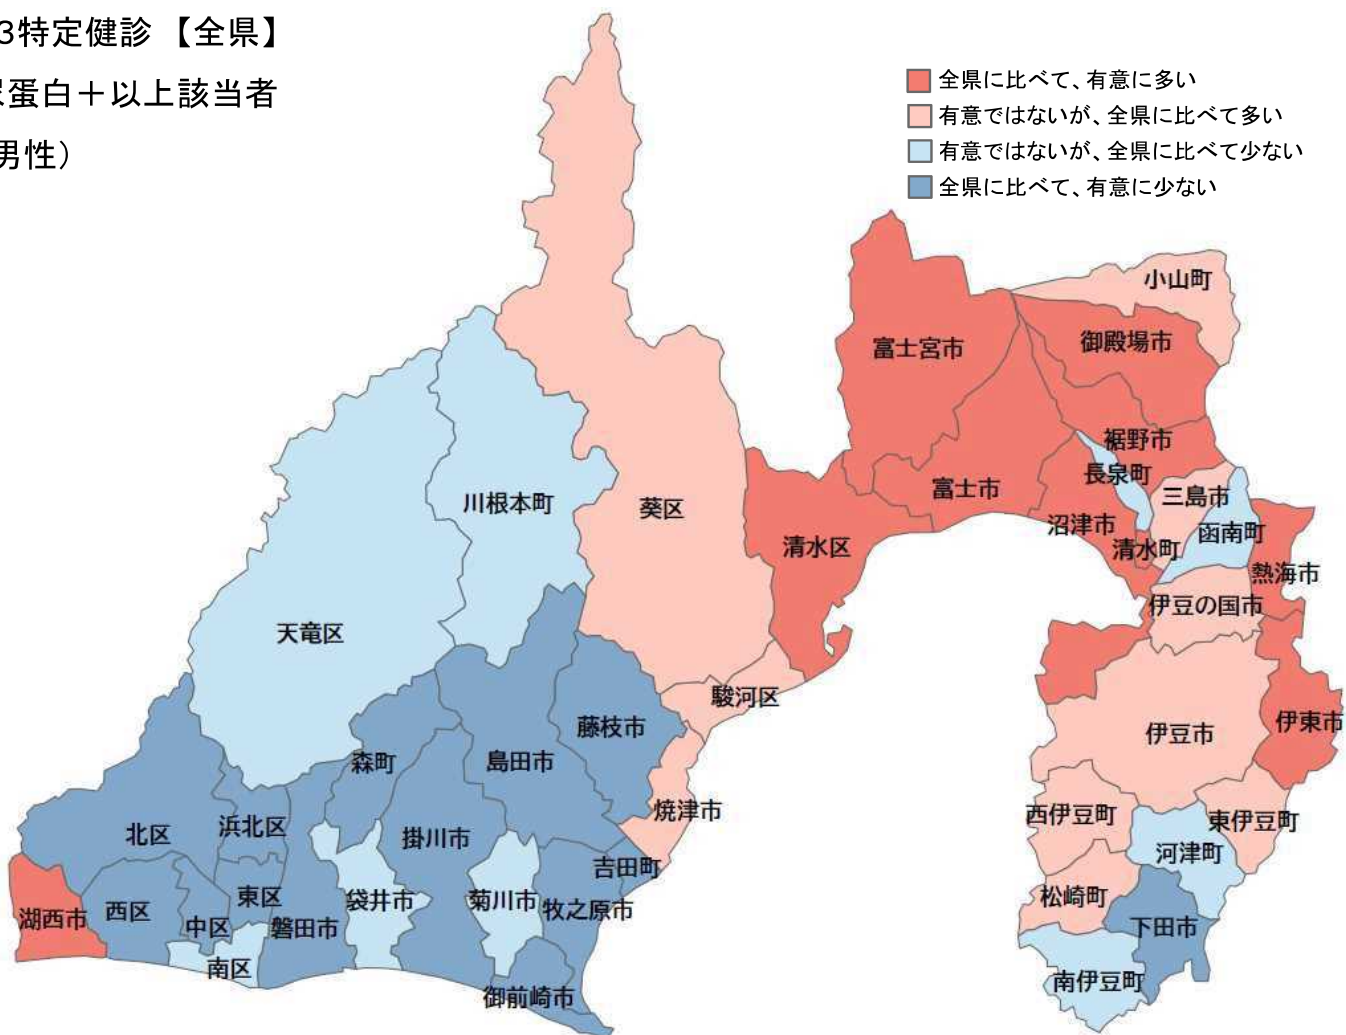 3特定健診 【全県】
尿蛋白＋以上該当者
男性）
全県に比べて、有意に多い
有意ではないが、全県に比べて多い
有意ではないが、全県に比べて少ない
全県に比べて、有意に少ない
小山町
御殿場市
富士宮市
裾野市
長泉町
三島市
富士市
沼津市
函南町
清水町
熱海市
川根本町
葵区
清水区
伊豆の国市
天竜区
駿河区
伊東市
伊豆市
藤枝市
島田市
森町
焼津市
西伊豆町
東伊豆町
北区
浜北区
掛川市
河津町
吉田町
東区
袋井市
菊川市
牧之原市
松崎町
湖西市
西区
中区
磐田市
下田市
南区
御前崎市
南伊豆町